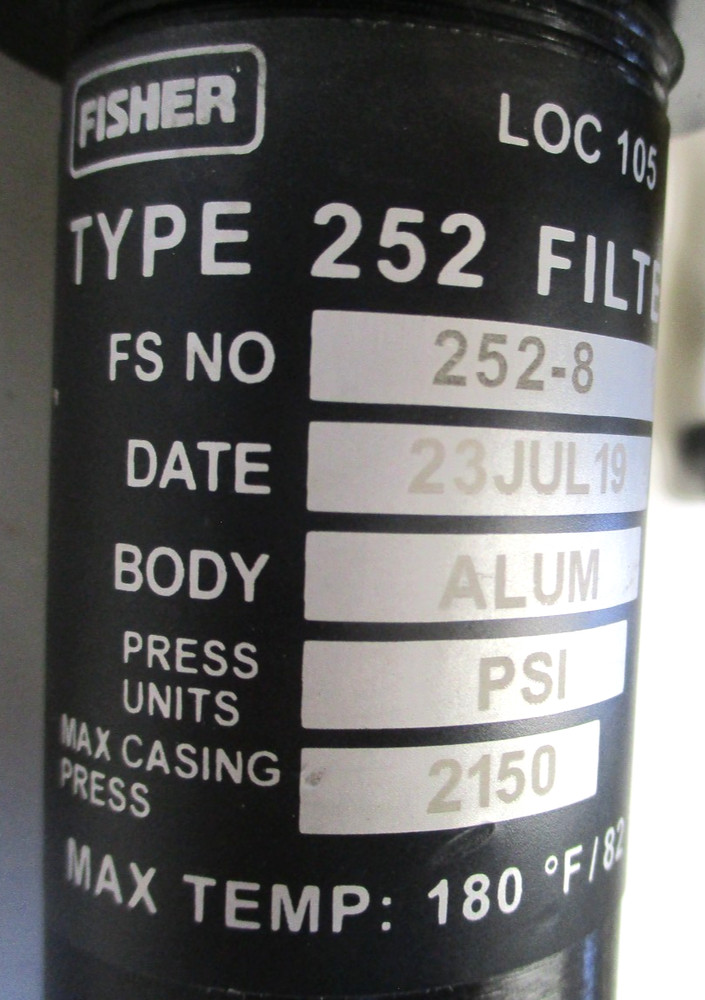 FISHER
LOC 105
TYPE 252 FILTE
FS NO 252-8
DATE 23JUL19
BODY ALUM
PRESS UNITS PSI
MAX CASING PRESS 2150
MAX TEMP: 180 °F/82